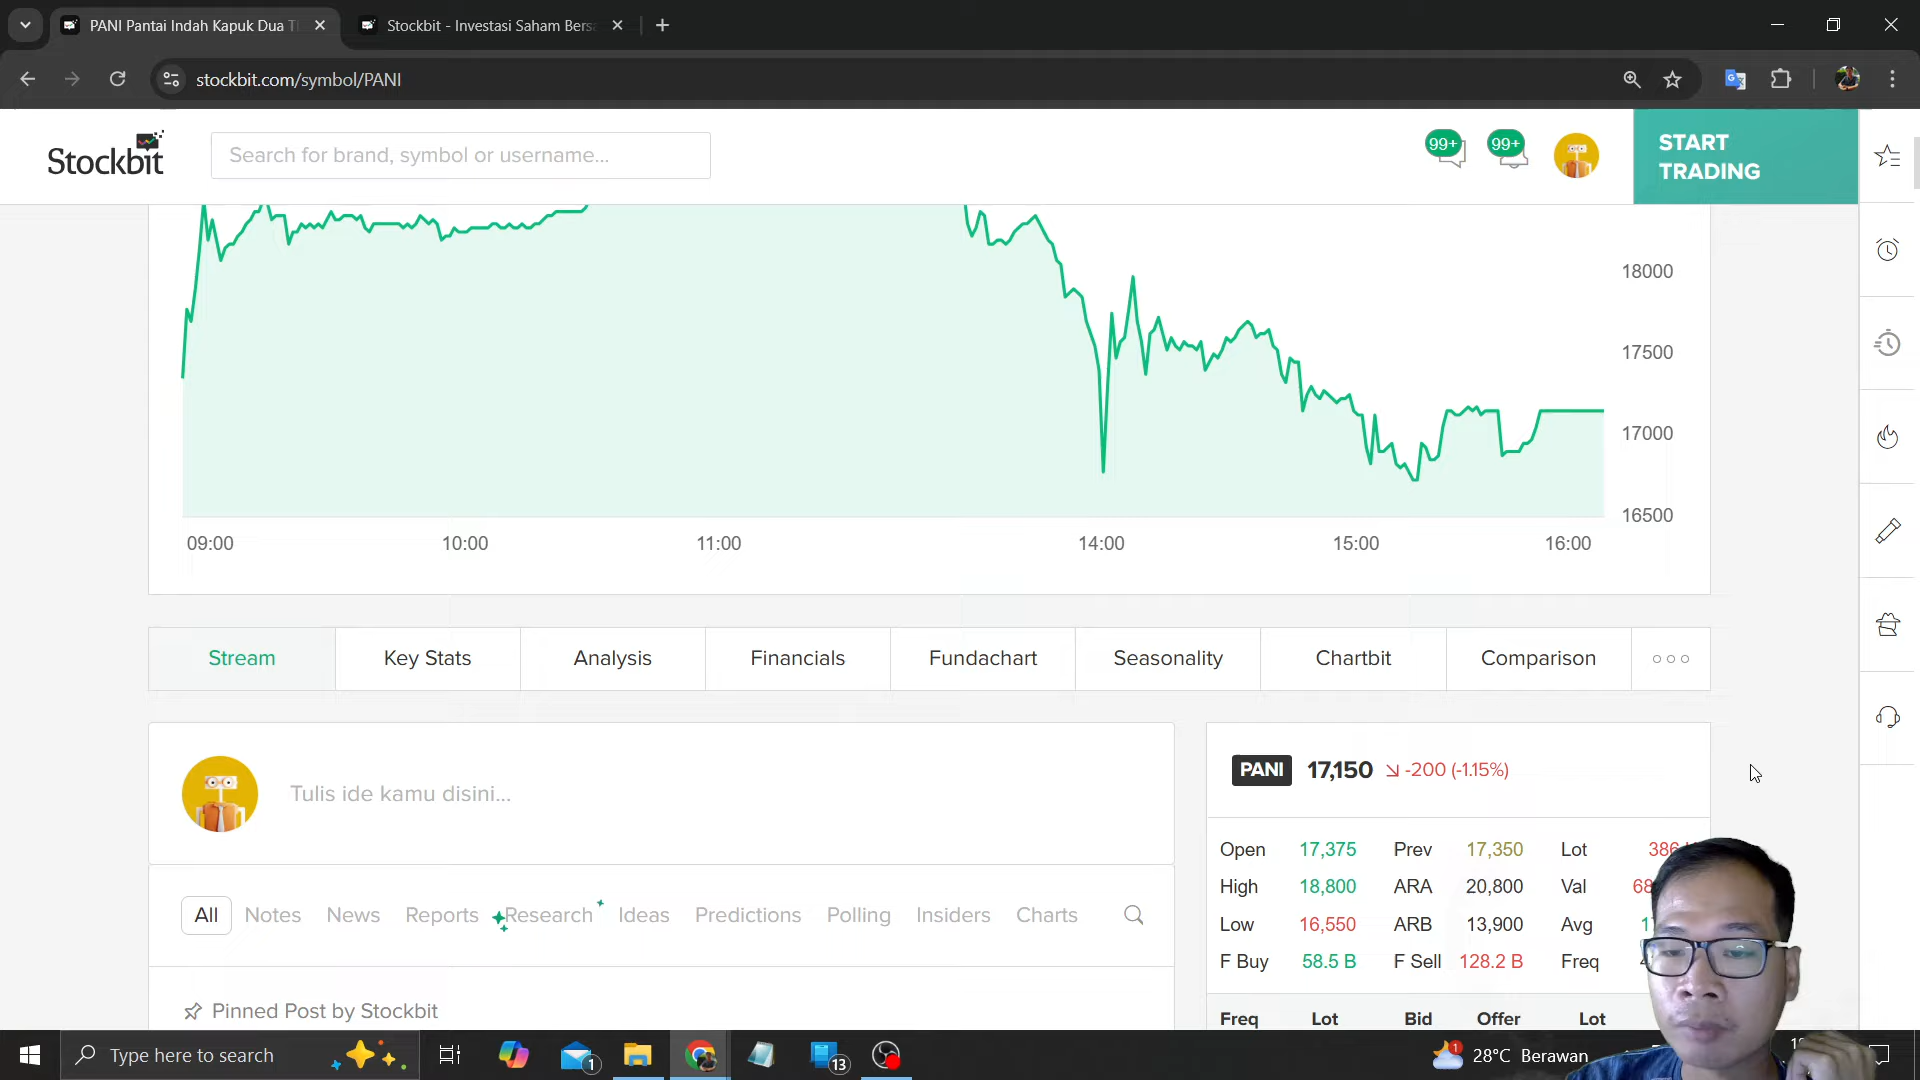 PANI Pantai Indah Kapuk Dua
Stockbit - Investasi Saham Bers
stockbit.com/symbol/PANI
Stockbit
Search for brand, symbol or username...
99+
99+
START
TRADING
18000
17500
17000
16500
09:00 10:00 11:00 14:00 15:00 16:00
Stream Key Stats Analysis Financials Fundachart Seasonality Chartbit Comparison
Tulis ide kamu disini...
PANI 17,150 -200 (-1.15%)
Open 17,375 Prev 17,350 Lot
High 18,800 ARA 20,800 Val
Low 16,550 ARB 13,900 Avg
F Buy 58.5 B F Sell 128.2 B Freq
All Notes News Reports Research Ideas Predictions Polling Insiders Charts
Pinned Post by Stockbit
Freq Lot Bid Offer Lot
Type here to search
1
13
1
28°C Berawan